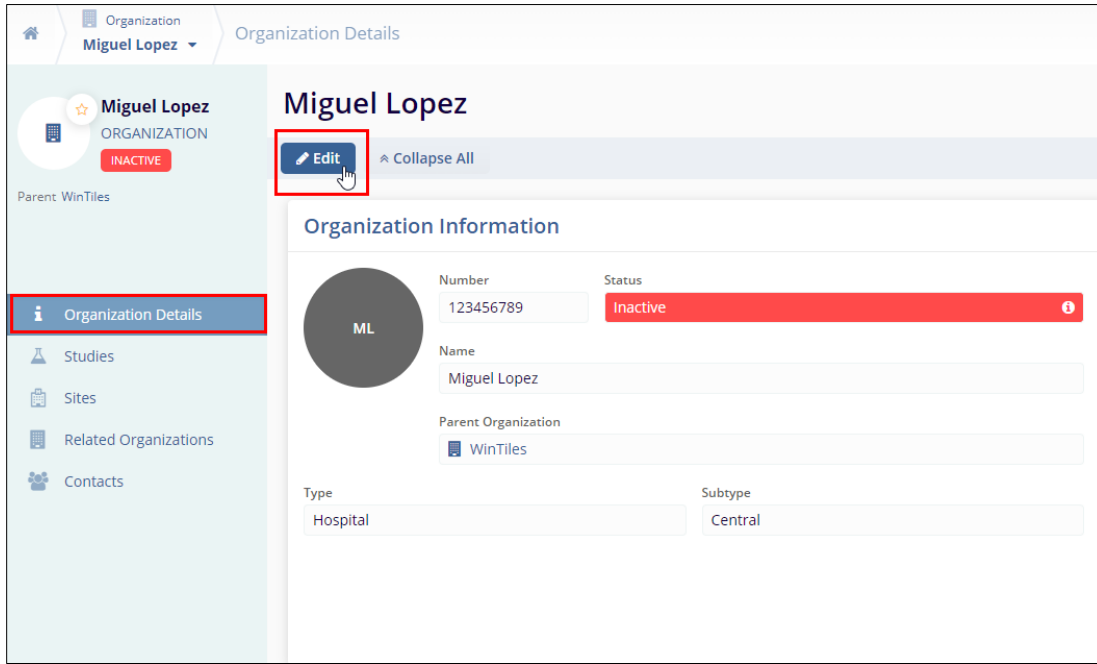 Organization
Miguel Lopez
Organization Details
Miguel Lopez
ORGANIZATION
INACTIVE
Parent WinTiles
Organization Details
Studies
Sites
Related Organizations
Contacts
Miguel Lopez
Edit
Collapse All
Organization Information
ML
Number
Status
123456789
Inactive
Name
Miguel Lopez
Parent Organization
WinTiles
Type
Subtype
Hospital
Central